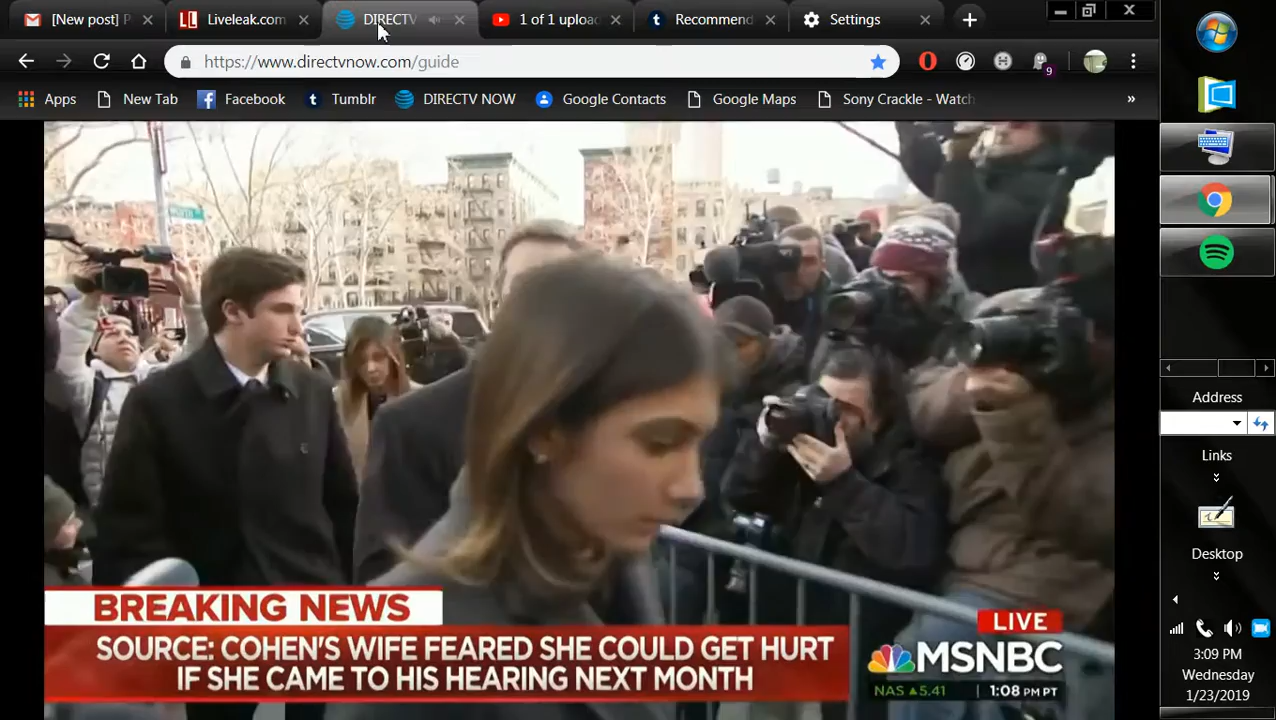 [New post] P
LL Liveleak.com
DIRECTV
1 of 1 uploa
t Recommend
Settings
https://www.directvnow.com/guide
9
Apps
New Tab
Facebook
t Tumblr
DIRECTV NOW
Google Contacts
Google Maps
Sony Crackle - Watch
»
BREAKING NEWS
SOURCE: COHEN'S WIFE FEARED SHE COULD GET HURT
IF SHE CAME TO HIS HEARING NEXT MONTH
LIVE
MSNBC
NAS ▲5.41
1:08 PM PT
Address
Links
Desktop
3:09 PM
Wednesday
1/23/2019